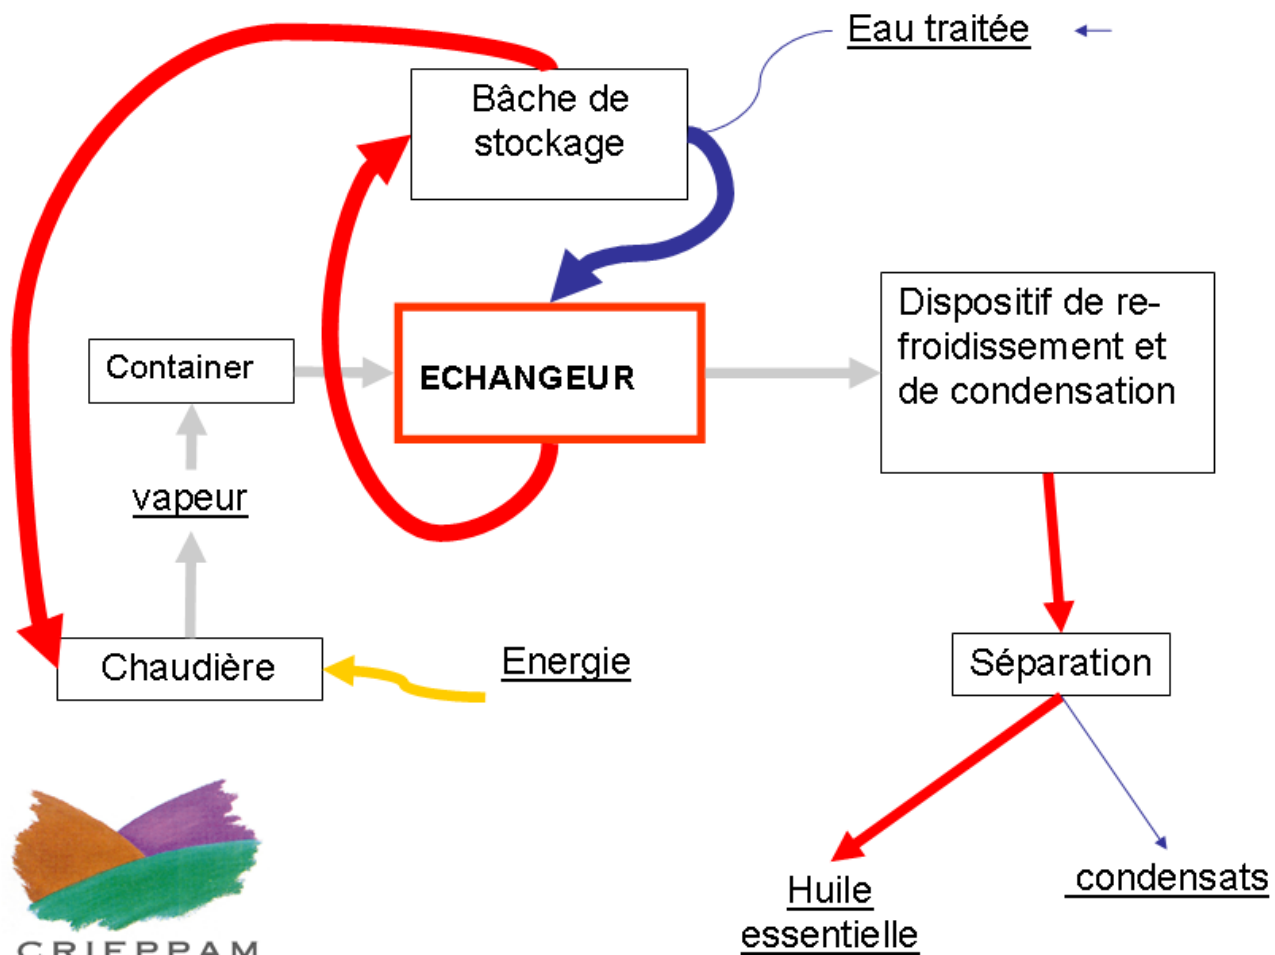 Eau traitée
Bâche de
stockage
Dispositif de re-
froidissement et
de condensation
Container
ECHANGEUR
vapeur
Chaudière
Energie
Séparation
Huile
essentielle
condensats
CRIEPPAM